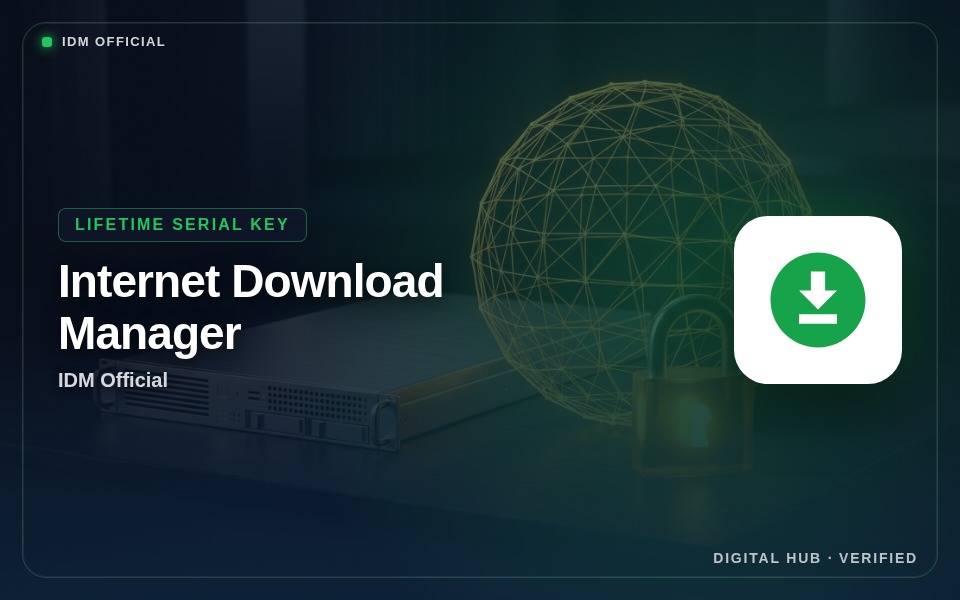 IDM OFFICIAL
LIFETIME SERIAL KEY
Internet Download
Manager
IDM Official
DIGITAL HUB · VERIFIED